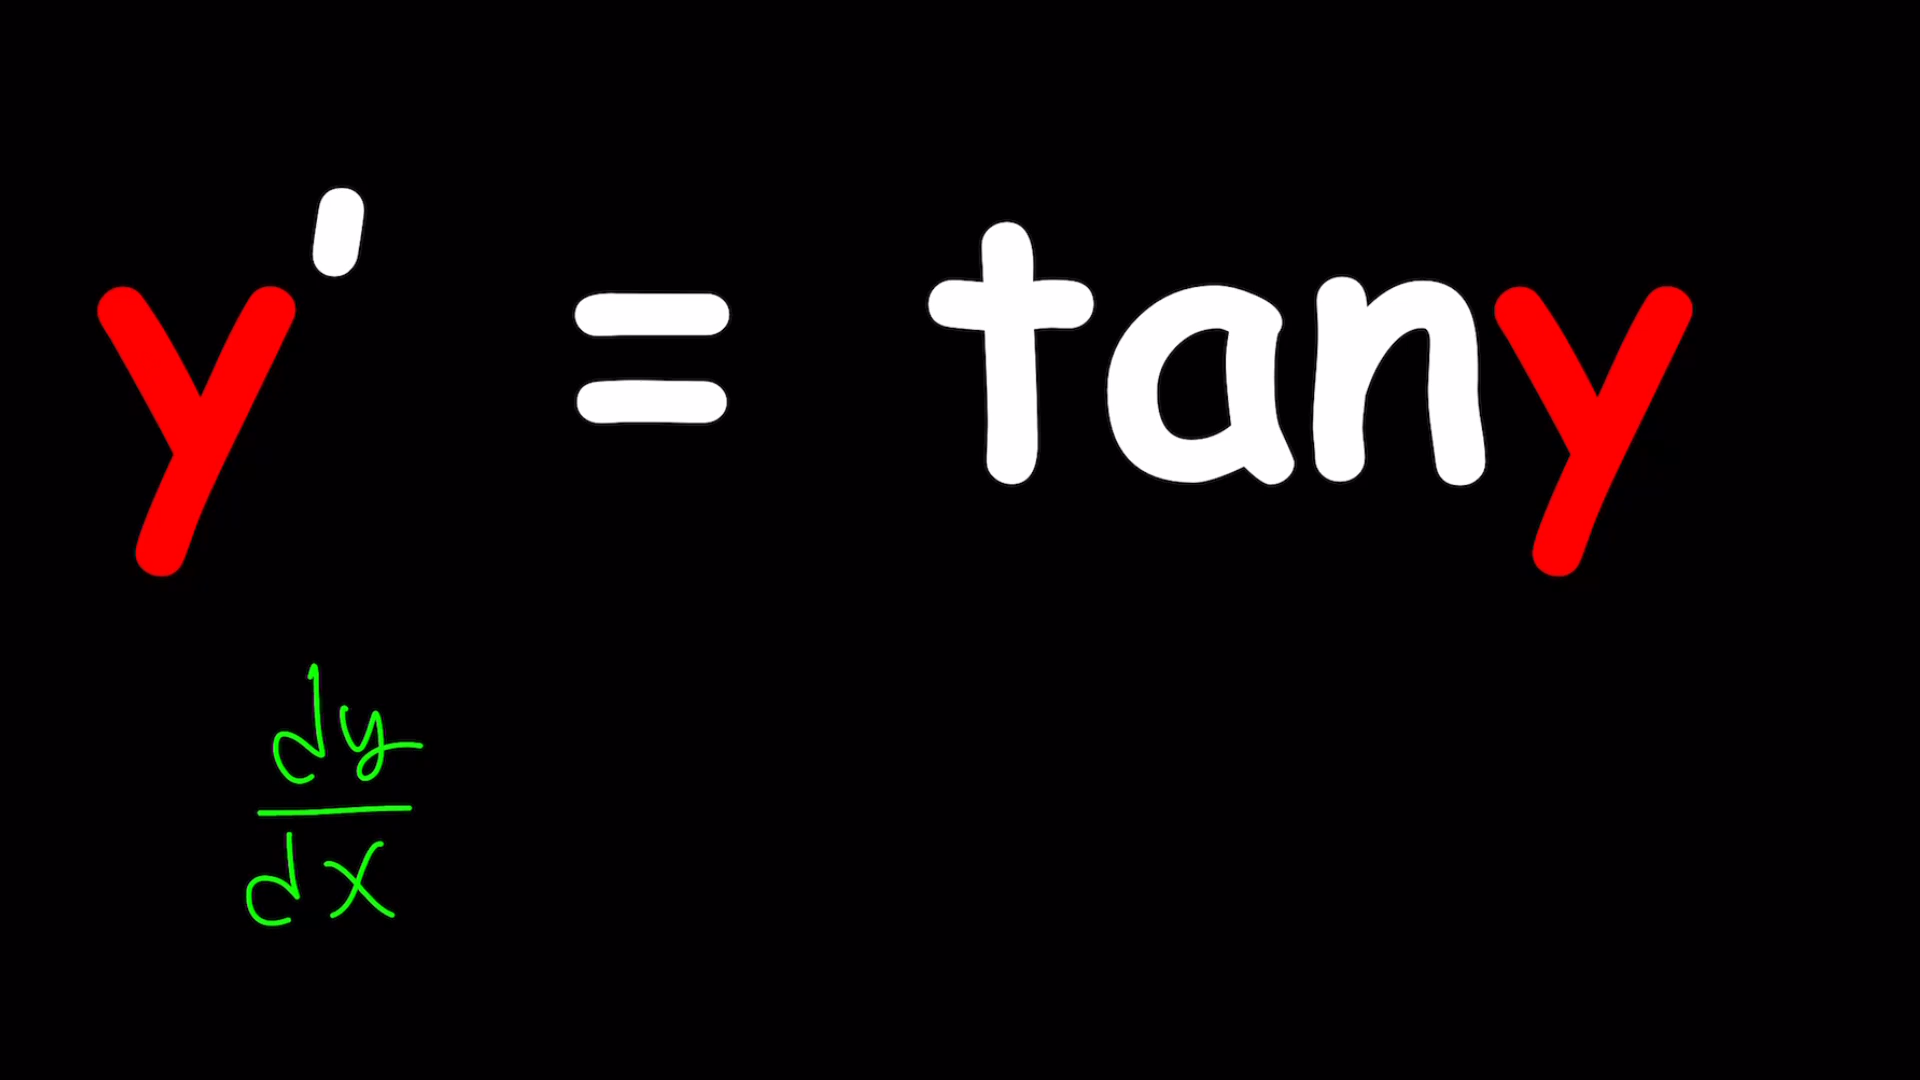 y' = tany
dy
dx